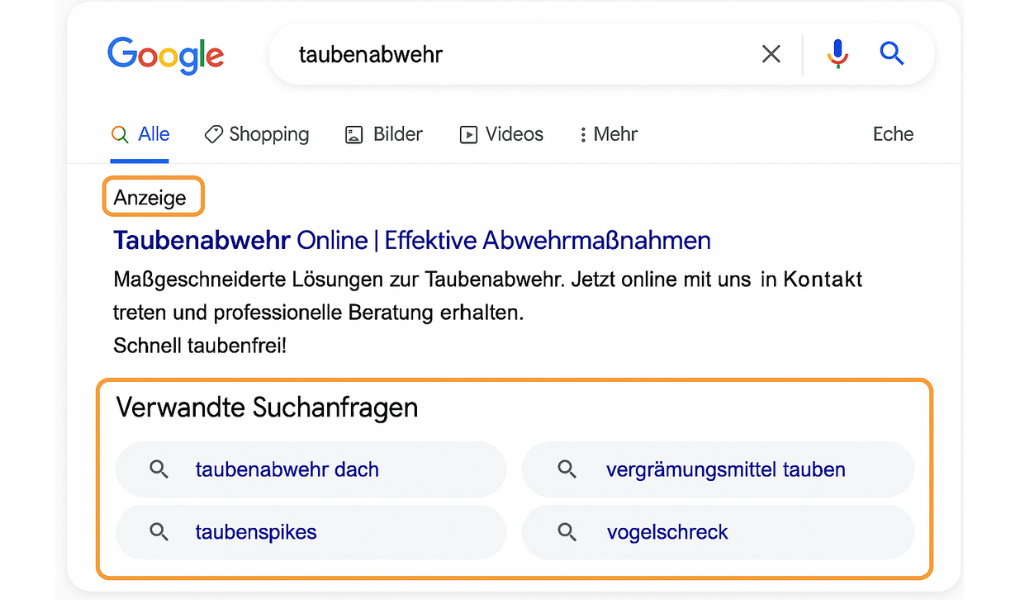 Google
taubenabwehr
Alle Shopping Bilder Videos Mehr Eche
Anzeige
Taubenabwehr Online | Effektive Abwehrmaßnahmen
Maßgeschneiderte Lösungen zur Taubenabwehr. Jetzt online mit uns in Kontakt
treten und professionelle Beratung erhalten.
Schnell taubenfrei!
Verwandte Suchanfragen
taubenabwehr dach
vergrämungsmittel tauben
taubenspikes
vogelschreck